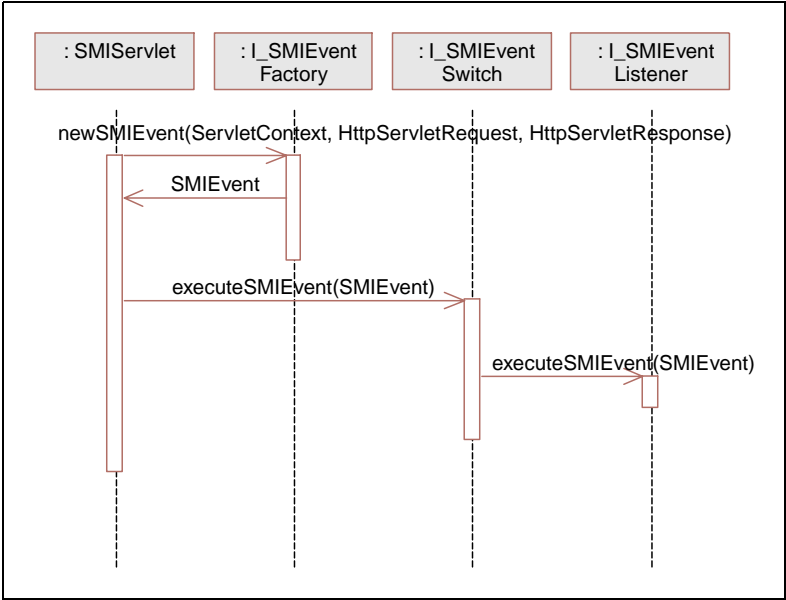 : SMIServlet
: I_SMIEvent
Factory
: I_SMIEvent
Switch
: I_SMIEvent
Listener
newSMIEvent(ServletContext, HttpServletRequest, HttpServletResponse)
SMIEvent
executeSMIEvent(SMIEvent)
executeSMIEvent(SMIEvent)